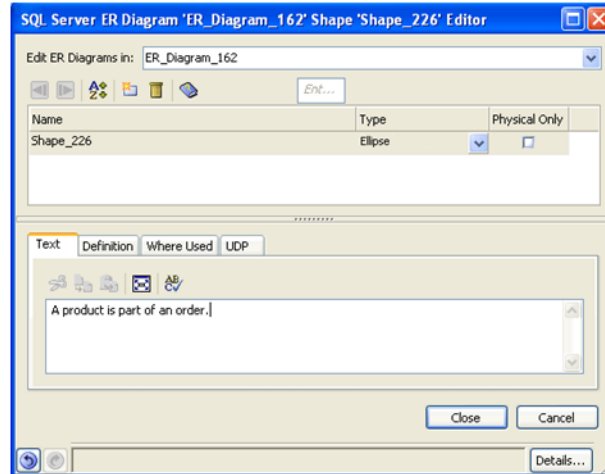 SQL Server ER Diagram 'ER_Diagram_162' Shape 'Shape_226' Editor
Edit ER Diagrams in: ER_Diagram_162
Ent...
Name Type Physical Only
Shape_226 Ellipse
Text Definition Where Used UDP
A product is part of an order.
Close Cancel
Details...